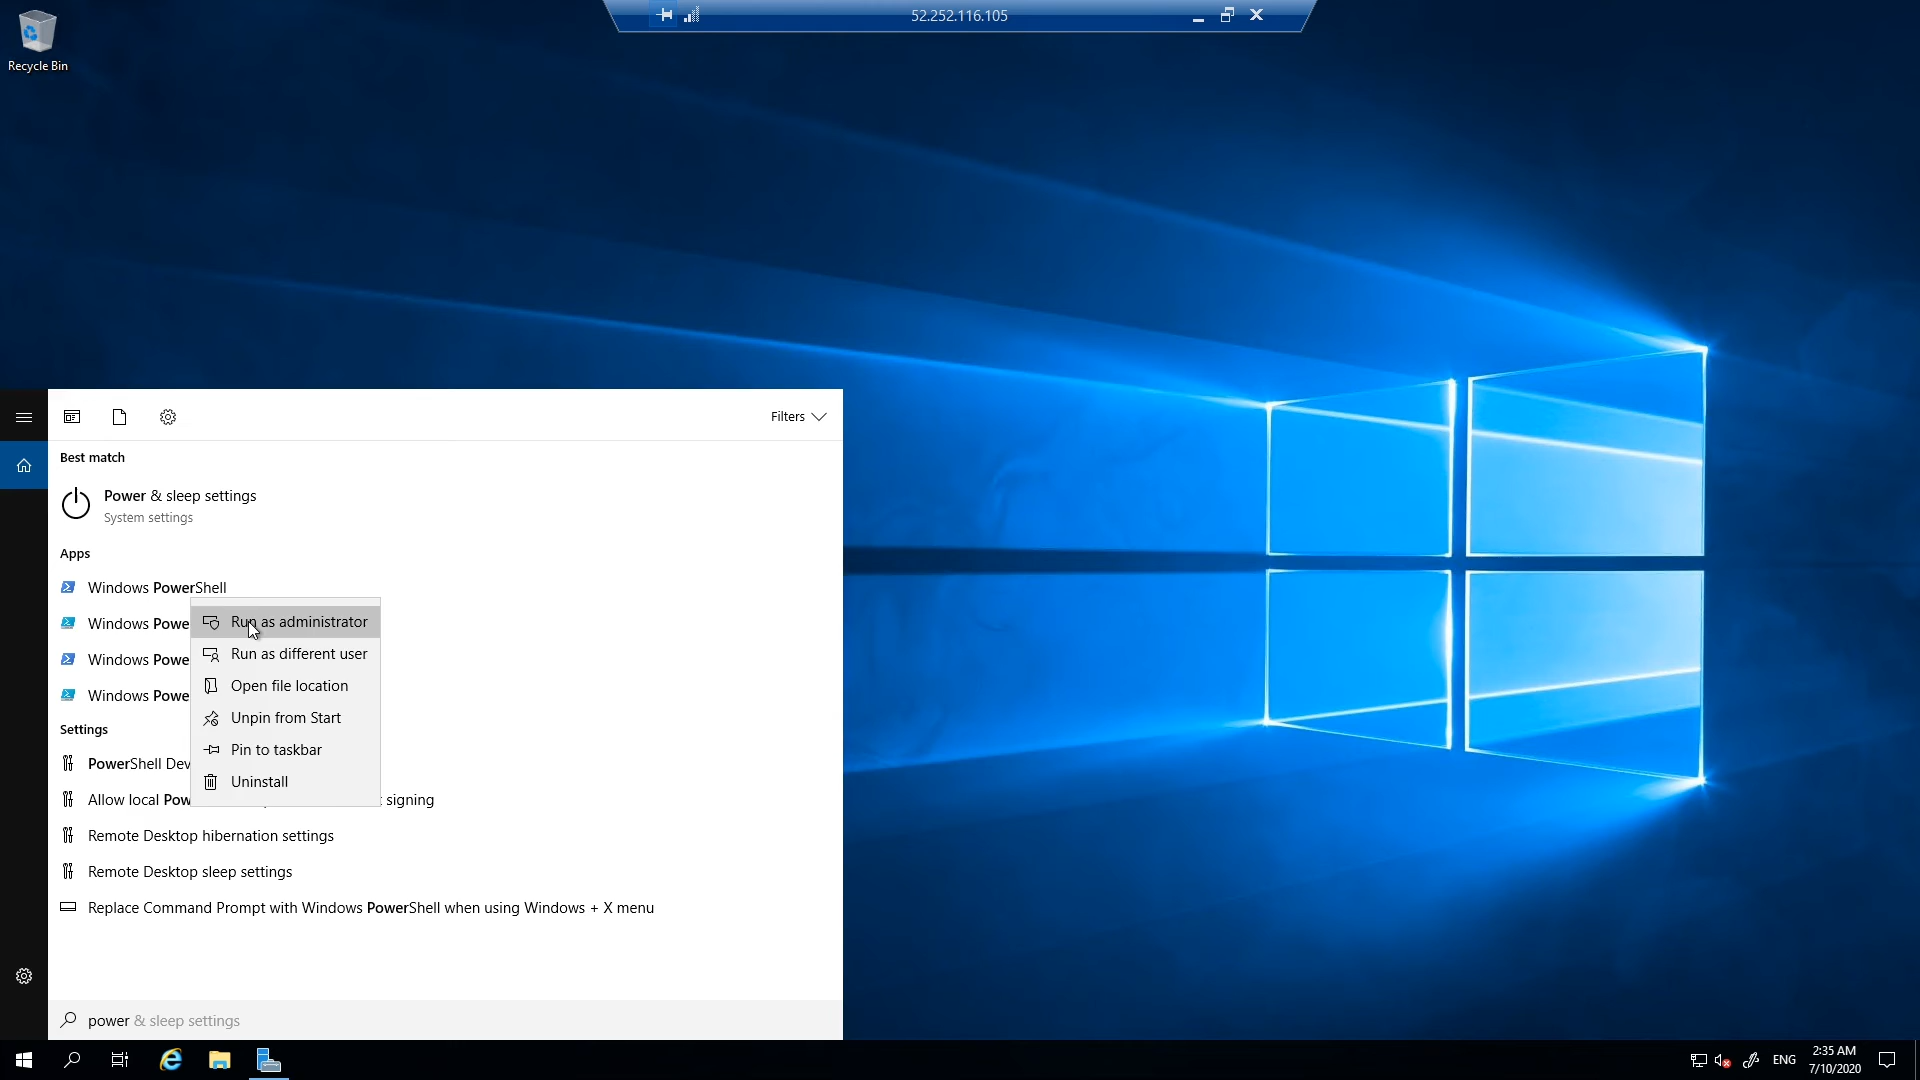 52.252.116.105
Recycle Bin
Filters
Best match
Power & sleep settings
System settings
Apps
Windows PowerShell
Windows Powe
Run as administrator
Run as different user
Windows Powe
Open file location
Windows Powe
Unpin from Start
Settings
Pin to taskbar
PowerShell Dev
Uninstall
Allow local Pow
signing
Remote Desktop hibernation settings
Remote Desktop sleep settings
Replace Command Prompt with Windows PowerShell when using Windows + X menu
power & sleep settings
ENG
2:35 AM
7/10/2020